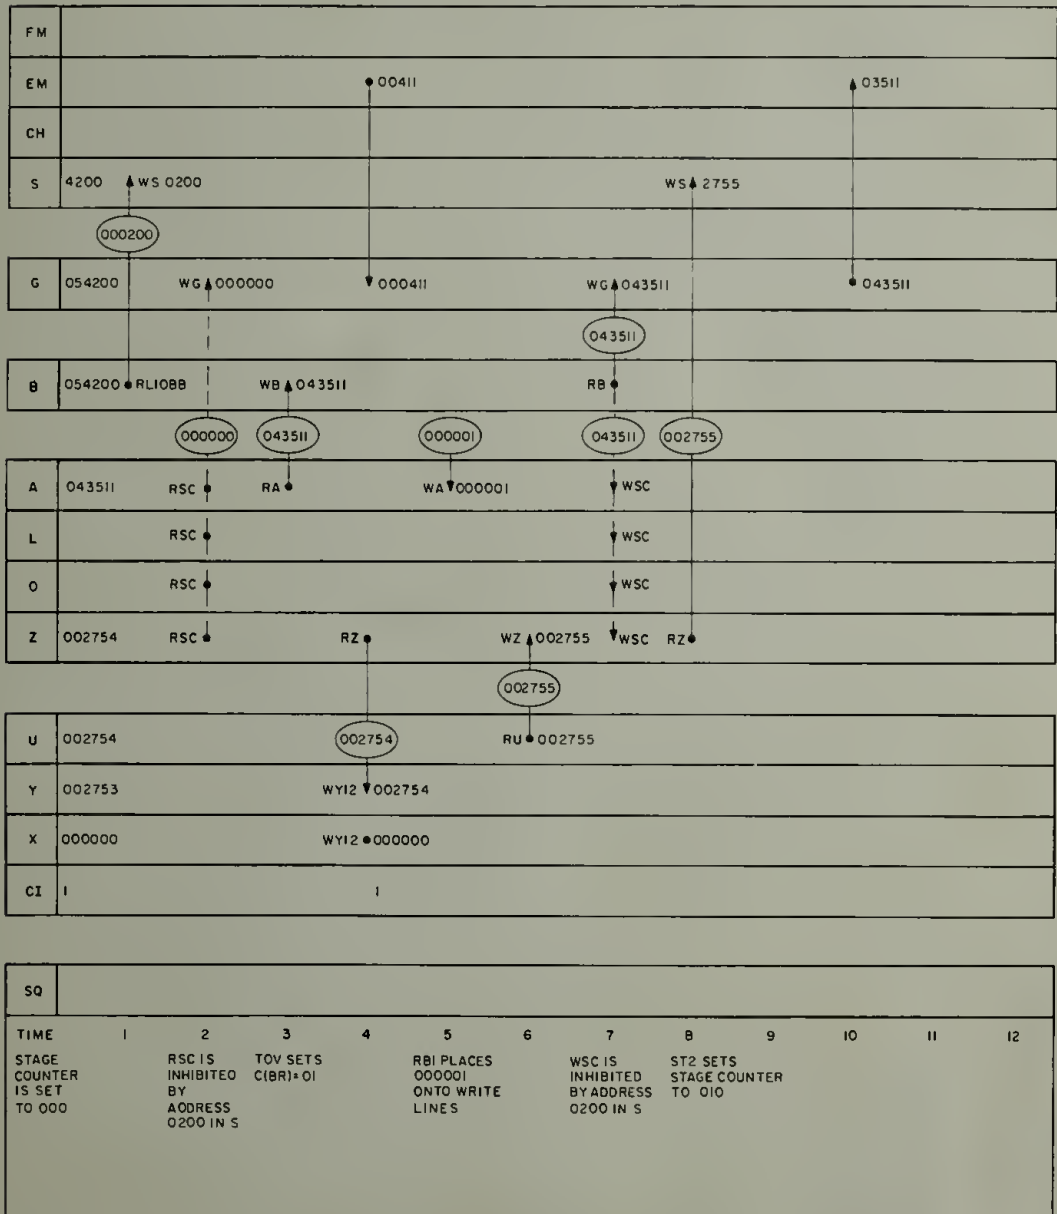 FM
EM 00411 03511
CH
S 4200 WS 0200 WS 2755
000200
G 054200 WG 000000 000411 WG 043511 043511
043511
B 054200 RL10BB WB 043511 RB
000000 043511 000001 043511 002755
A 043511 RSC RA WA 000001 WSC
L RSC WSC
O RSC WSC
Z 002754 RSC RZ WZ 002755 WSC RZ
002755
U 002754 002754 RU 002755
Y 002753 WY12 002754
X 000000 WY12 000000
CI 1 1
SQ
TIME 1 2 3 4 5 6 7 8 9 10 11 12
STAGE
COUNTER
IS SET
TO 000
RSC IS
INHIBITED
BY
ADDRESS
0200 IN S
TOV SETS
C(BR)=01
RB1 PLACES
000001
ONTO WRITE
LINES
WSC IS
INHIBITED
BY ADDRESS
0200 IN S
ST2 SETS
STAGE COUNTER
TO 010